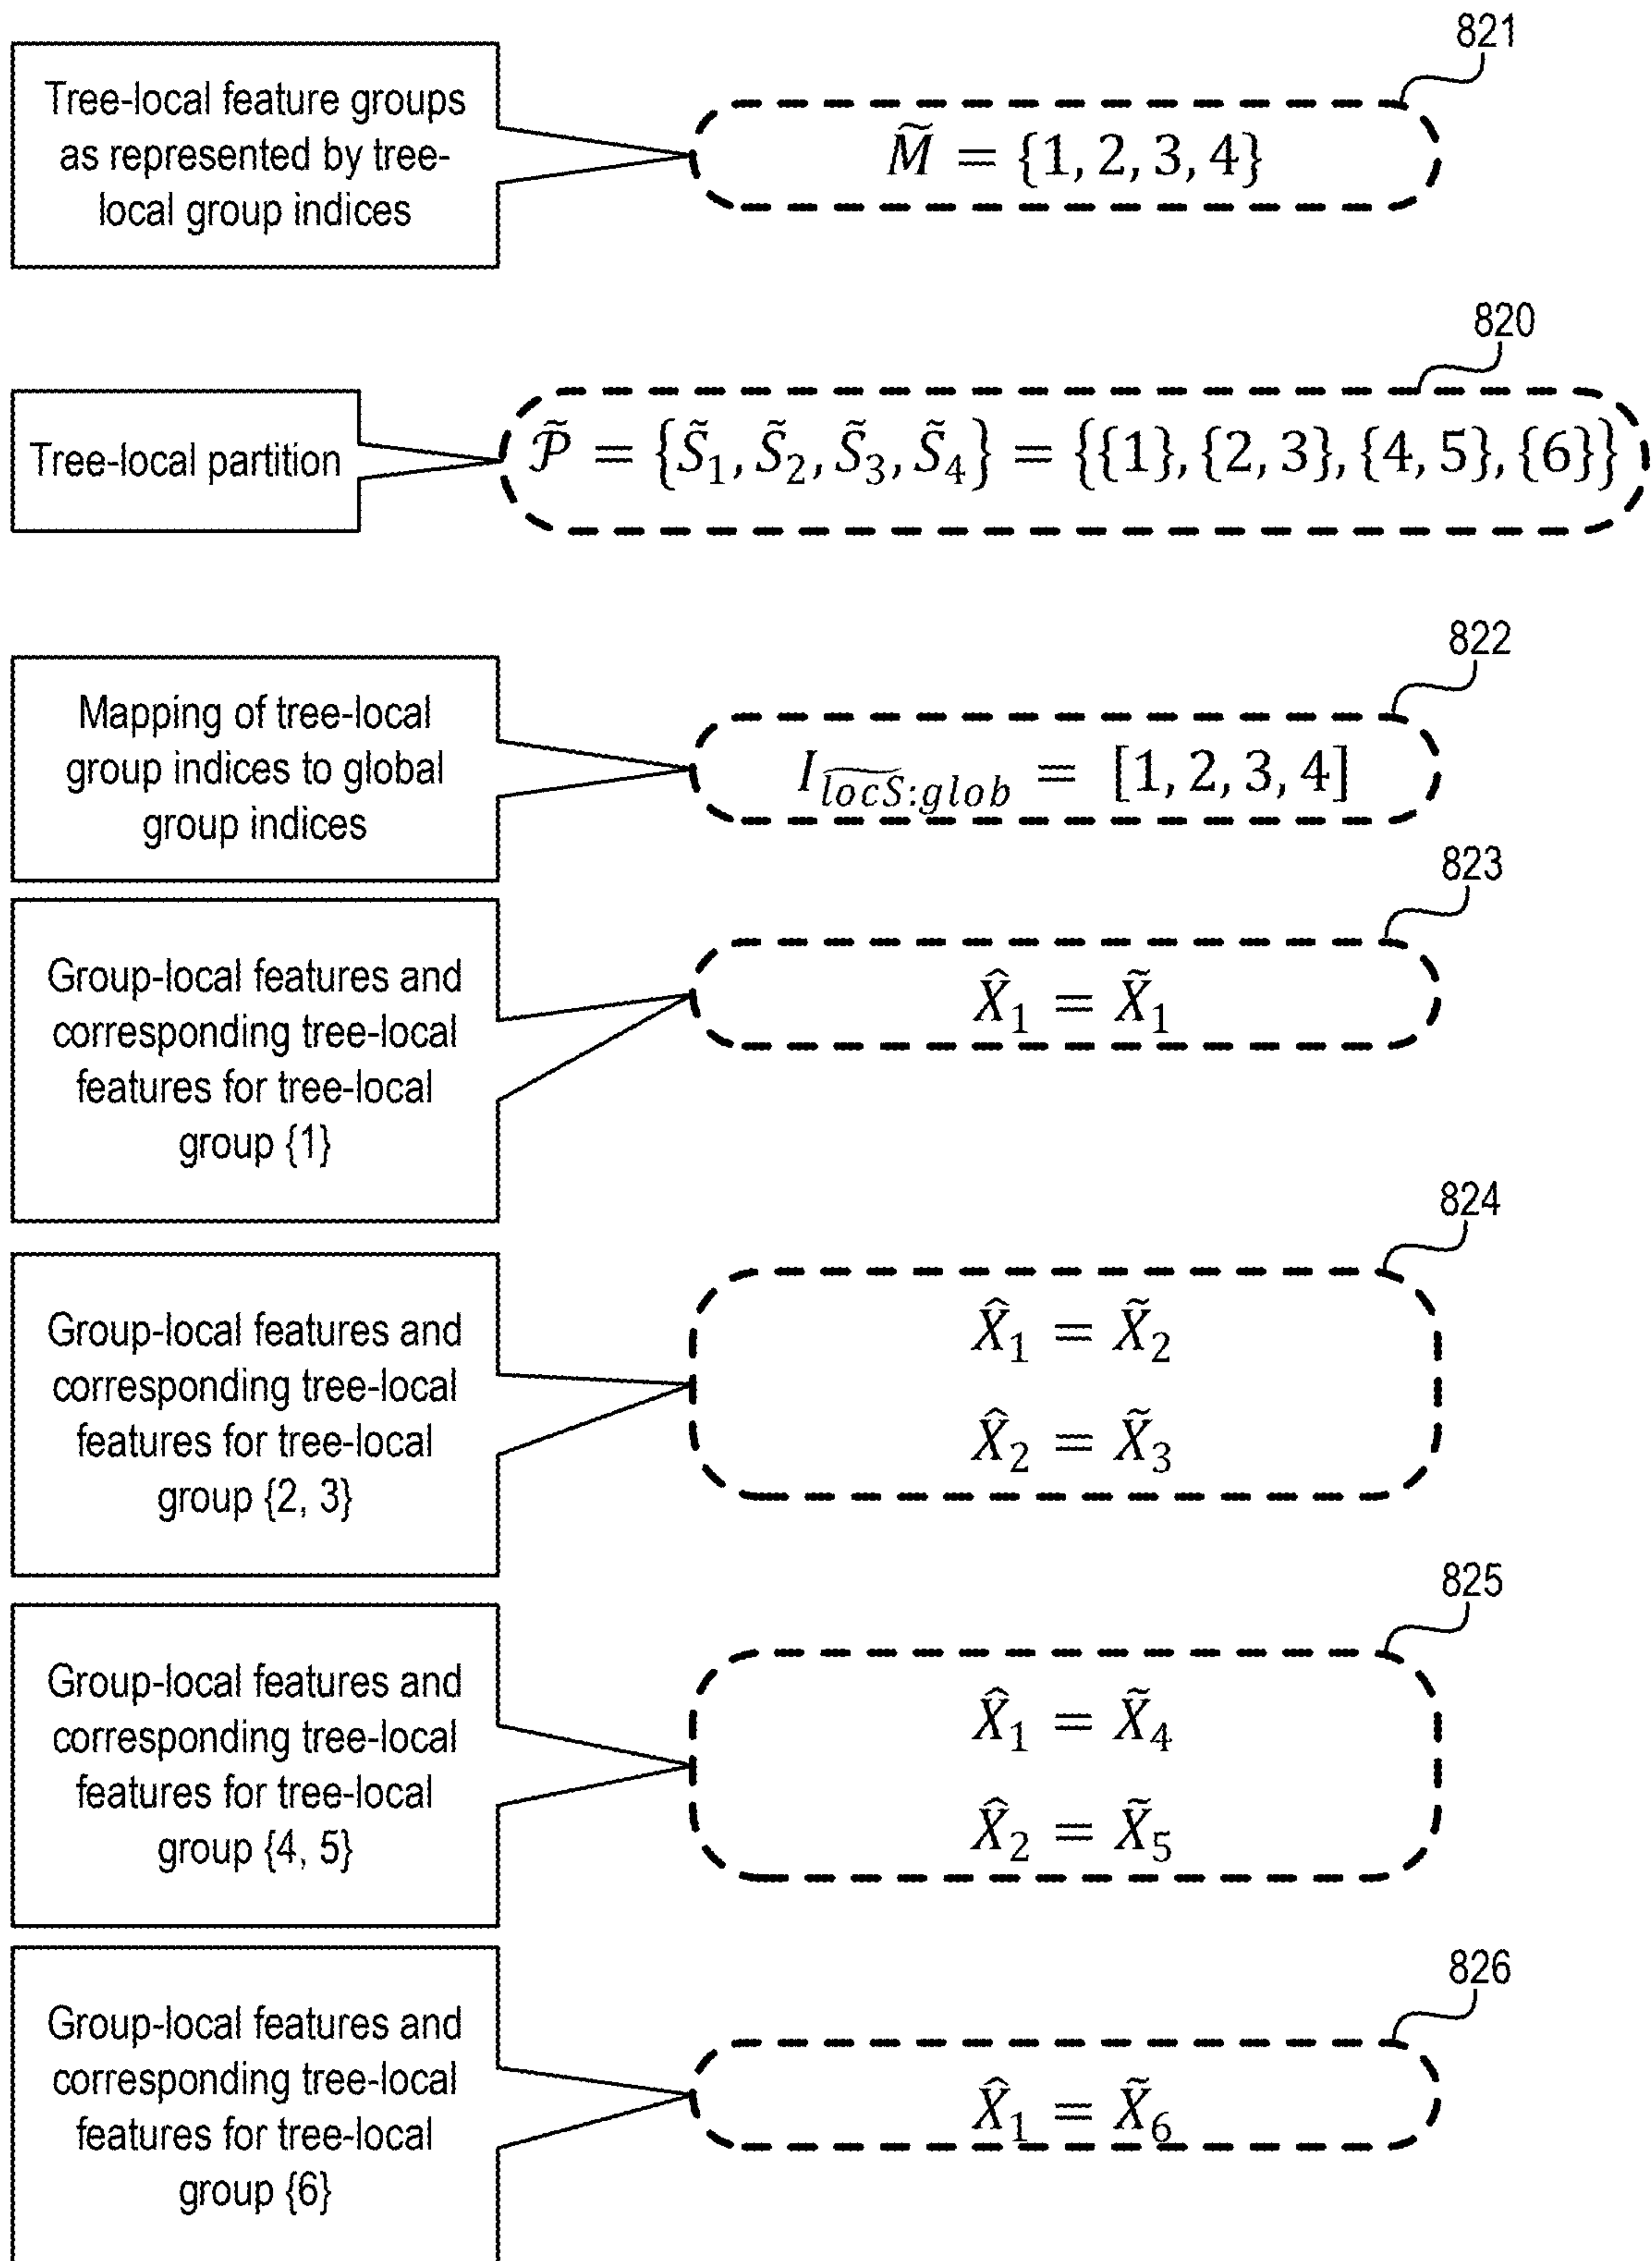 821
Tree-local feature groups
as represented by tree-
local group indices
M̃ = {1, 2, 3, 4}
820
Tree-local partition
𝒫̃ = {S̃₁, S̃₂, S̃₃, S̃₄} = {{1}, {2, 3}, {4, 5}, {6}}
822
Mapping of tree-local
group indices to global
group indices
I_{\widetilde{locS}:glob} = [1, 2, 3, 4]
823
Group-local features and
corresponding tree-local
features for tree-local
group {1}
X̂₁ = X̃₁
824
Group-local features and
corresponding tree-local
features for tree-local
group {2, 3}
X̂₁ = X̃₂
X̂₂ = X̃₃
825
Group-local features and
corresponding tree-local
features for tree-local
group {4, 5}
X̂₁ = X̃₄
X̂₂ = X̃₅
826
Group-local features and
corresponding tree-local
features for tree-local
group {6}
X̂₁ = X̃₆